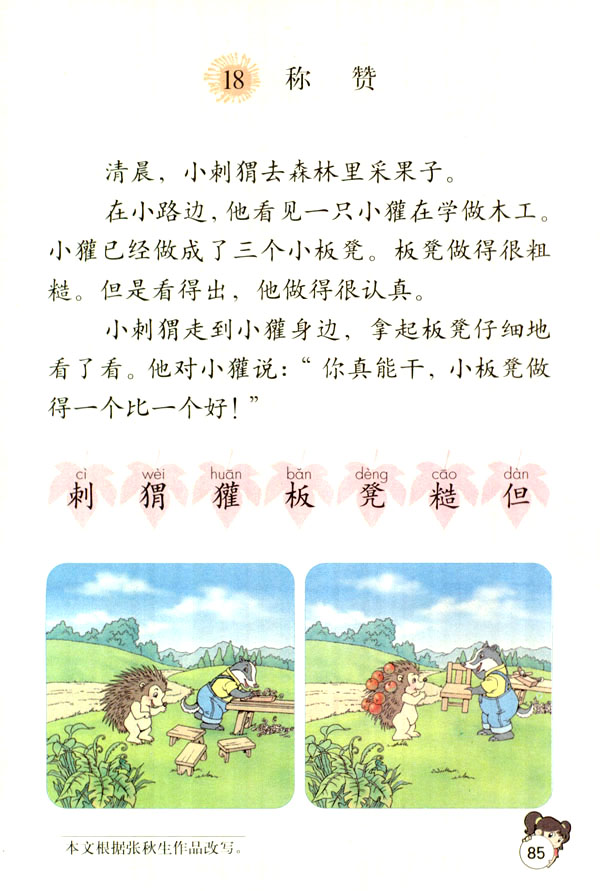 18 称 赞
清晨，小刺猬去森林里采果子。
在小路边，他看见一只小獾在学做木工。
小獾已经做成了三个小板凳。板凳做得很粗
糙。但是看得出，他做得很认真。
小刺猬走到小獾身边，拿起板凳仔细地
看了看。他对小獾说：“你真能干，小板凳做
得一个比一个好！”
cì wèi huān bǎn dèng cāo dàn
刺 猬 獾 板 凳 糙 但
本文根据张秋生作品改写。
85